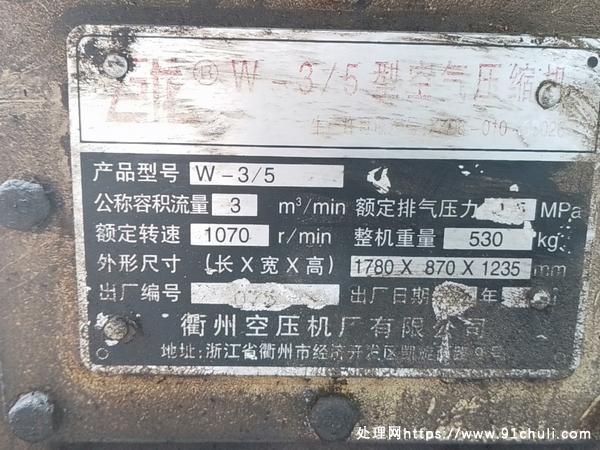 ® W-3/5型空气压缩机
产品型号 W-3/5
公称容积流量 3 m³/min 额定排气压力 MPa
额定转速 1070 r/min 整机重量 530 kg
外形尺寸 (长X宽X高) 1780 X 870 X 1235 mm
出厂编号 出厂日期 年
衢州空压机厂有限公司
地址:浙江省衢州市经济开发区凯旋 路9号
处理网https://www.91chuli.com/